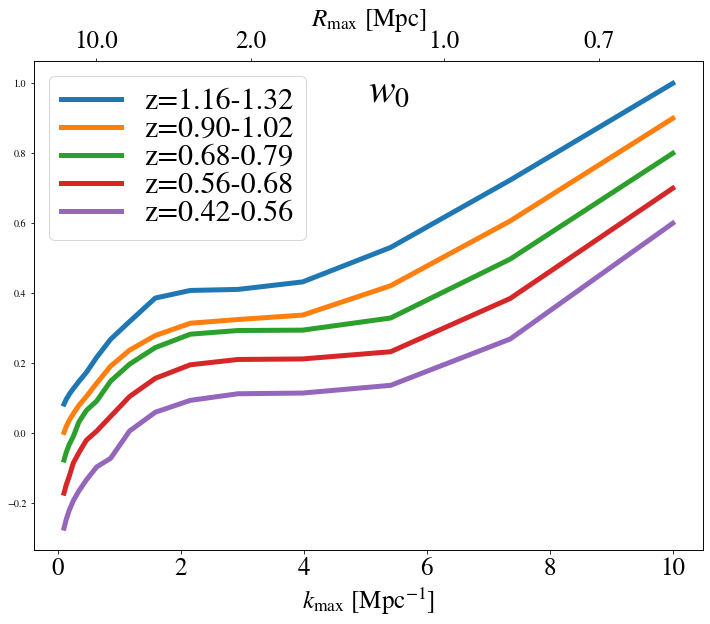 R_max [Mpc]
10.0 2.0 1.0 0.7
w_0
z=1.16-1.32
z=0.90-1.02
z=0.68-0.79
z=0.56-0.68
z=0.42-0.56
1.0
0.8
0.6
0.4
0.2
0.0
−0.2
0 2 4 6 8 10
k_max [Mpc⁻¹]